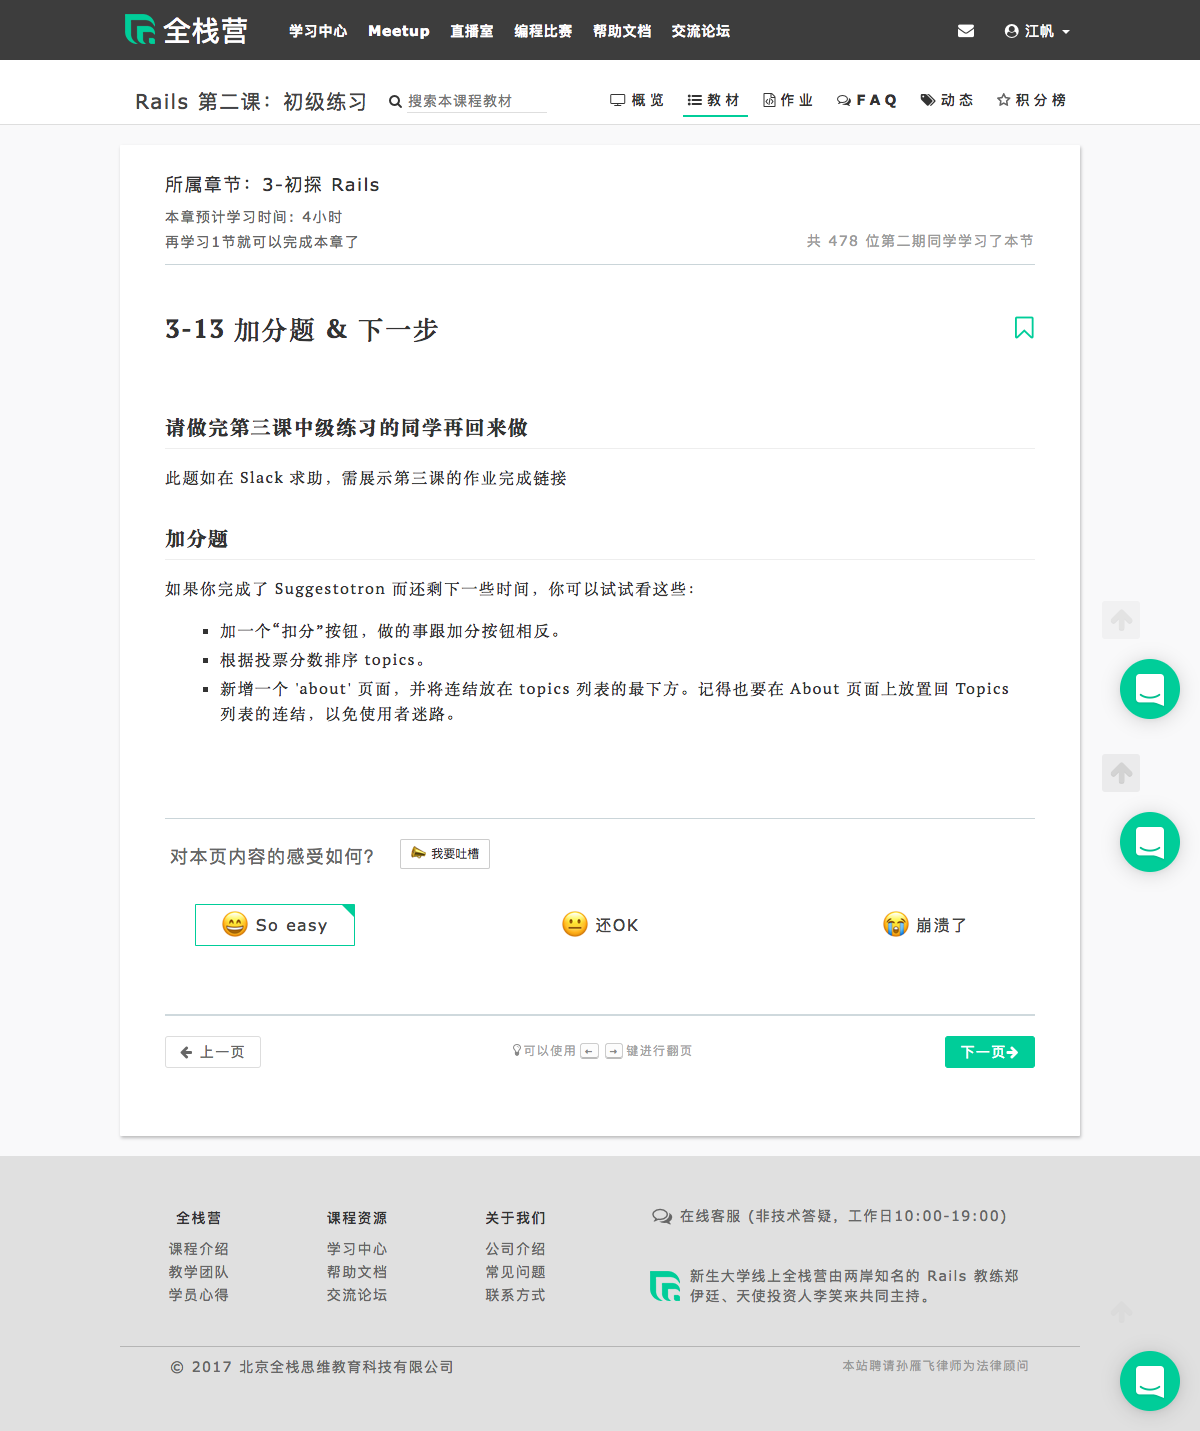 全栈营 学习中心 Meetup 直播室 编程比赛 帮助文档 交流论坛 江帆
Rails 第二课：初级练习 搜索本课程教材 概览 教材 作业 FAQ 动态 积分榜
所属章节：3-初探 Rails
本章预计学习时间：4小时
再学习1节就可以完成本章了
共 478 位第二期同学学习了本节
3-13 加分题 & 下一步
请做完第三课中级练习的同学再回来做
此题如在 Slack 求助，需展示第三课的作业完成链接
加分题
如果你完成了 Suggestotron 而还剩下一些时间，你可以试试看这些：
加一个“扣分”按钮，做的事跟加分按钮相反。
根据投票分数排序 topics。
新增一个 'about' 页面，并将连结放在 topics 列表的最下方。记得也要在 About 页面上放置回 Topics
列表的连结，以免使用者迷路。
对本页内容的感受如何？ 我要吐槽
So easy 还OK 崩溃了
上一页 可以使用 ← → 键进行翻页 下一页
全栈营 课程资源 关于我们 在线客服 (非技术答疑，工作日10:00-19:00)
课程介绍 学习中心 公司介绍
教学团队 帮助文档 常见问题
学员心得 交流论坛 联系方式
新生大学线上全栈营由两岸知名的 Rails 教练郑
伊廷、天使投资人李笑来共同主持。
© 2017 北京全栈思维教育科技有限公司 本站聘请孙雁飞律师为法律顾问